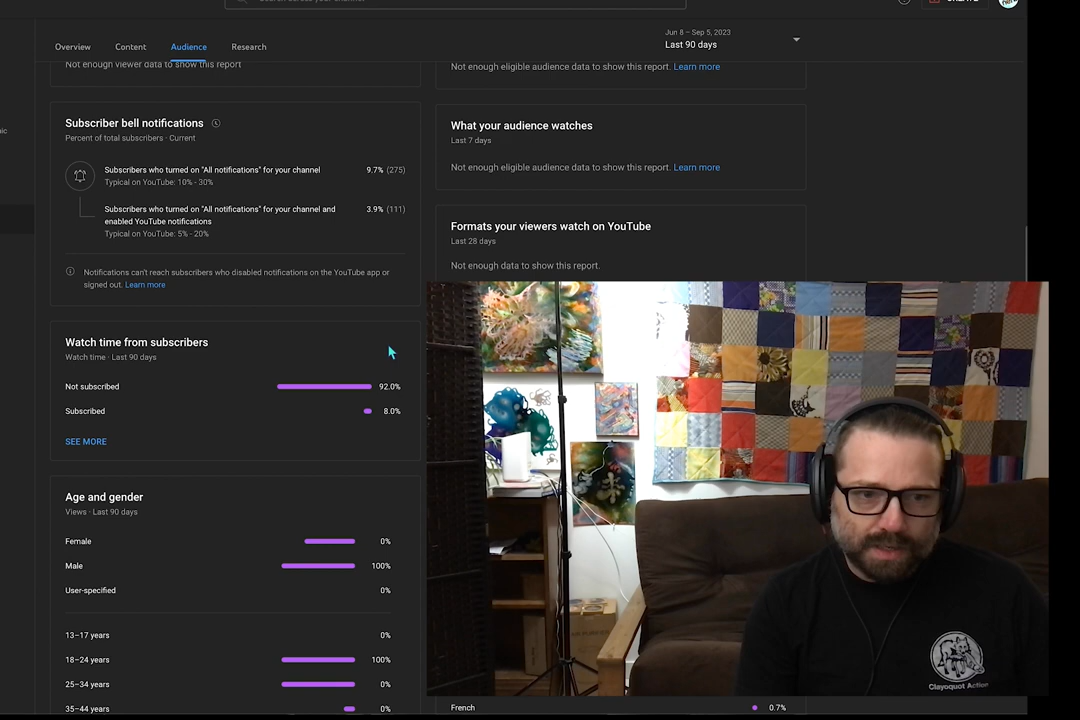 Jun 8 – Sep 5, 2023
Last 90 days
Overview
Content
Audience
Research
Not enough viewer data to show this report
Not enough eligible audience data to show this report. Learn more
Subscriber bell notifications
Percent of total subscribers · Current
Subscribers who turned on "All notifications" for your channel
9.7% (275)
Typical on YouTube: 10% - 30%
Subscribers who turned on "All notifications" for your channel and
3.9% (111)
enabled YouTube notifications
Typical on YouTube: 5% - 20%
Notifications can't reach subscribers who disabled notifications on the YouTube app or
signed out. Learn more
What your audience watches
Last 7 days
Not enough eligible audience data to show this report. Learn more
Formats your viewers watch on YouTube
Last 28 days
Not enough data to show this report.
Watch time from subscribers
Watch time · Last 90 days
Not subscribed
92.0%
Subscribed
8.0%
SEE MORE
Age and gender
Views · Last 90 days
Female
0%
Male
100%
User-specified
0%
13–17 years
0%
18–24 years
100%
25–34 years
0%
35–44 years
0%
French
0.7%
Clayoquot Action